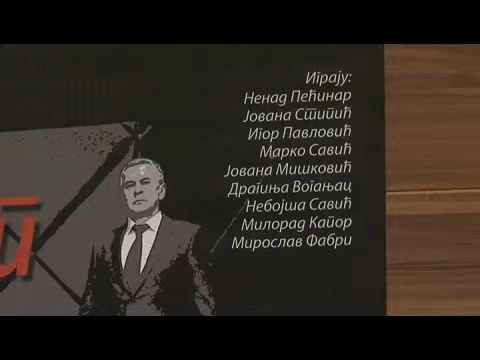 Играју:
Ненад Пећинар
Јована Стипић
Игор Павловић
Марко Савић
Јована Мишковић
Драгиња Вогањац
Небојша Савић
Милорад Капор
Мирослав Фабри